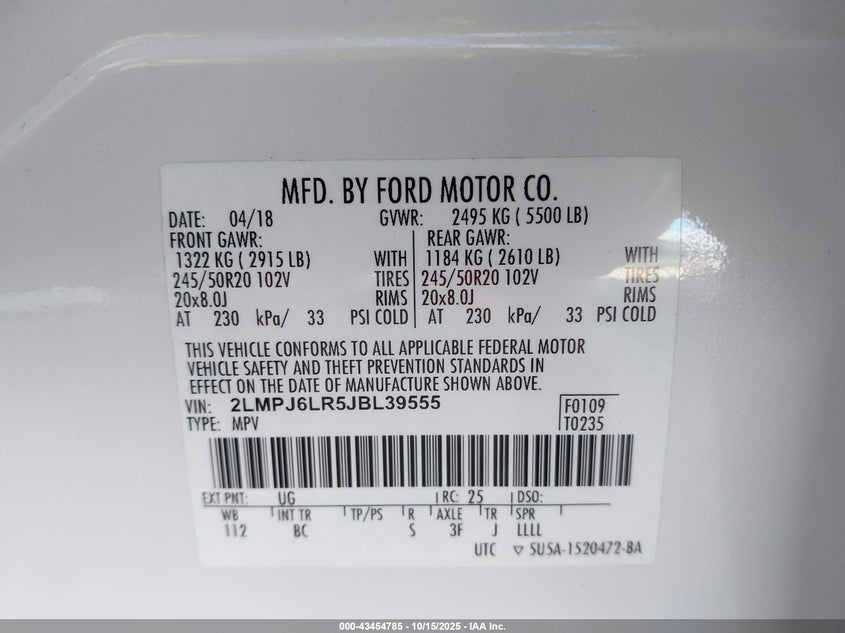 MFD. BY FORD MOTOR CO.
DATE: 04/18 GVWR: 2495 KG ( 5500 LB)
FRONT GAWR: REAR GAWR:
1322 KG ( 2915 LB) WITH 1184 KG ( 2610 LB) WITH
245/50R20 102V TIRES 245/50R20 102V TIRES
20x8.0J RIMS 20x8.0J RIMS
AT 230 kPa/ 33 PSI COLD AT 230 kPa/ 33 PSI COLD
THIS VEHICLE CONFORMS TO ALL APPLICABLE FEDERAL MOTOR
VEHICLE SAFETY AND THEFT PREVENTION STANDARDS IN
EFFECT ON THE DATE OF MANUFACTURE SHOWN ABOVE.
VIN: 2LMPJ6LR5JBL39555 F0109
TYPE: MPV T0235
EXT PNT: UG RC: 25 DSO:
WB INT TR TP/PS R AXLE TR SPR
112 BC S 3F J LLLL
UTC ▽ 5U5A-1520472-BA
000-43454785 - 10/15/2025 - IAA Inc.